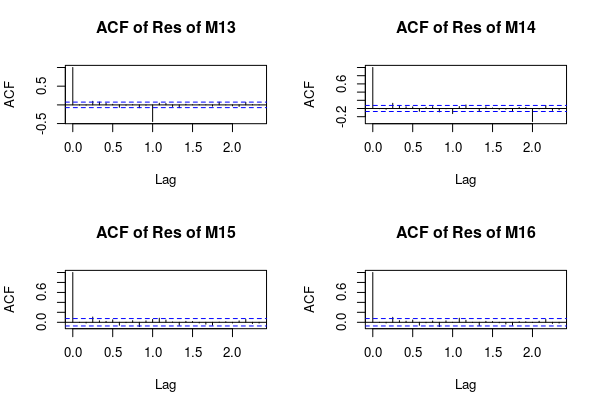 ACF of Res of M13
ACF
0.5
-0.5
0.0 0.5 1.0 1.5 2.0
Lag
ACF of Res of M14
ACF
0.6
-0.2
0.0 0.5 1.0 1.5 2.0
Lag
ACF of Res of M15
ACF
0.6
0.0
0.0 0.5 1.0 1.5 2.0
Lag
ACF of Res of M16
ACF
0.6
0.0
0.0 0.5 1.0 1.5 2.0
Lag